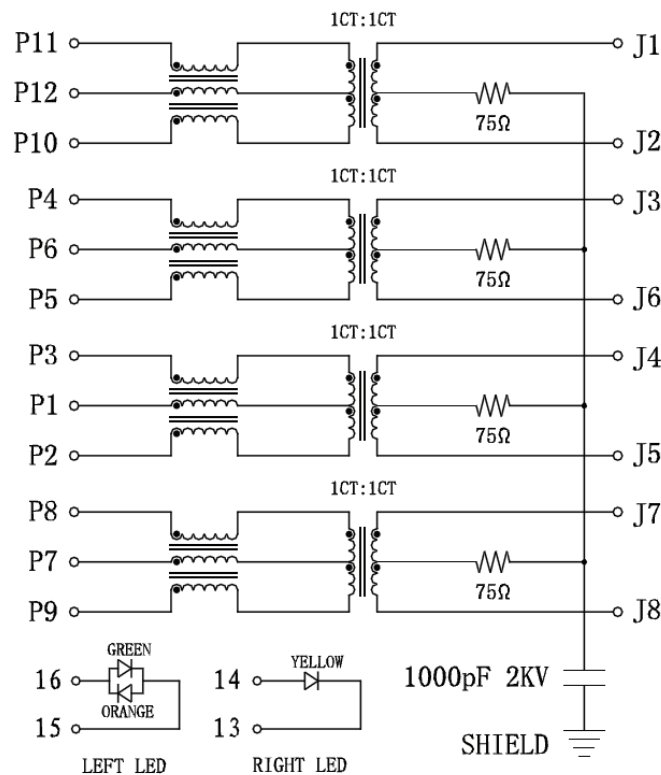 1CT:1CT
P11 J1
P12
75Ω
P10 J2
1CT:1CT
P4 J3
P6
75Ω
P5 J6
1CT:1CT
P3 J4
P1
75Ω
P2 J5
1CT:1CT
P8 J7
P7
75Ω
P9 J8
GREEN
16
ORANGE
15
LEFT LED
YELLOW
14
13
RIGHT LED
1000pF 2KV
SHIELD